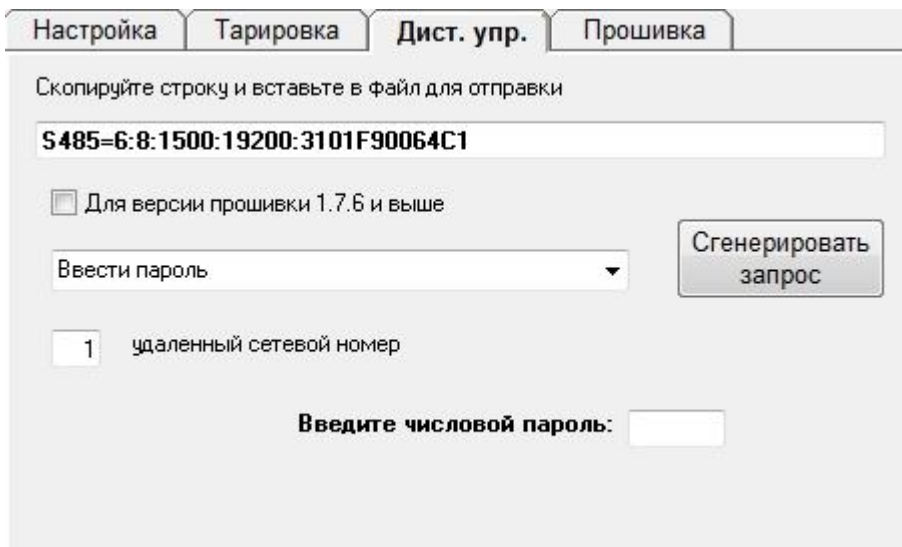 Настройка Тарировка Дист. упр. Прошивка
Скопируйте строку и вставьте в файл для отправки
S485=6:8:1500:19200:3101F90064C1
Для версии прошивки 1.7.6 и выше
Ввести пароль
Сгенерировать
запрос
1 удаленный сетевой номер
Введите числовой пароль: